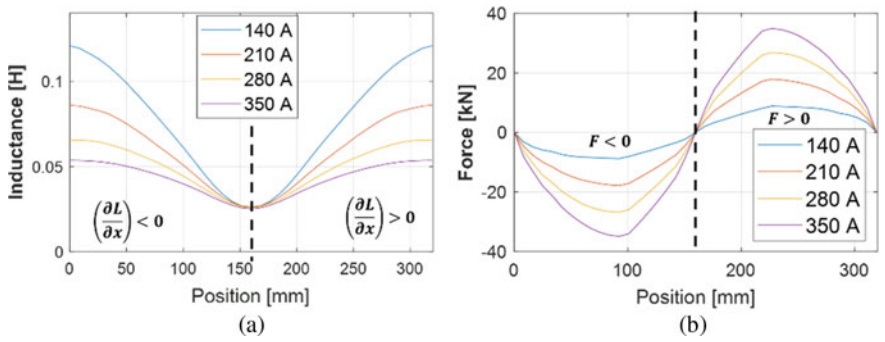 140 A
210 A
280 A
350 A
Inductance [H]
0.1
0.05
0
(∂L/∂x) < 0
(∂L/∂x) > 0
0 50 100 150 200 250 300
Position [mm]
(a)
Force [kN]
40
20
0
-20
-40
F < 0
F > 0
140 A
210 A
280 A
350 A
0 100 200 300
Position [mm]
(b)